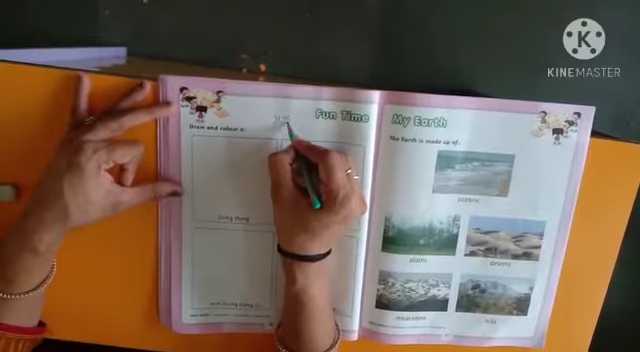 KINEMASTER
Fun Time
Draw and colour a:
living thing
non-living thing
My Earth
The Earth is made up of..
oceans
plains
deserts
mountains
hills